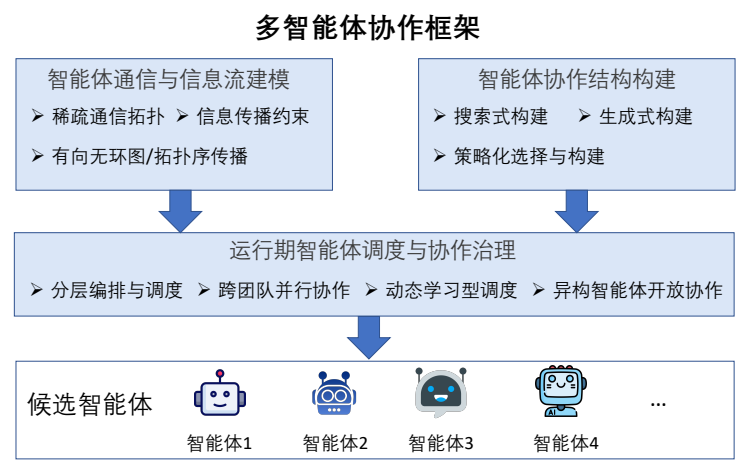 多智能体协作框架
智能体通信与信息流建模
➢ 稀疏通信拓扑 ➢ 信息传播约束
➢ 有向无环图/拓扑序传播
智能体协作结构构建
➢ 搜索式构建 ➢ 生成式构建
➢ 策略化选择与构建
运行期智能体调度与协作治理
➢ 分层编排与调度 ➢ 跨团队并行协作 ➢ 动态学习型调度 ➢ 异构智能体开放协作
候选智能体
AI
...
智能体1 智能体2 智能体3 智能体4